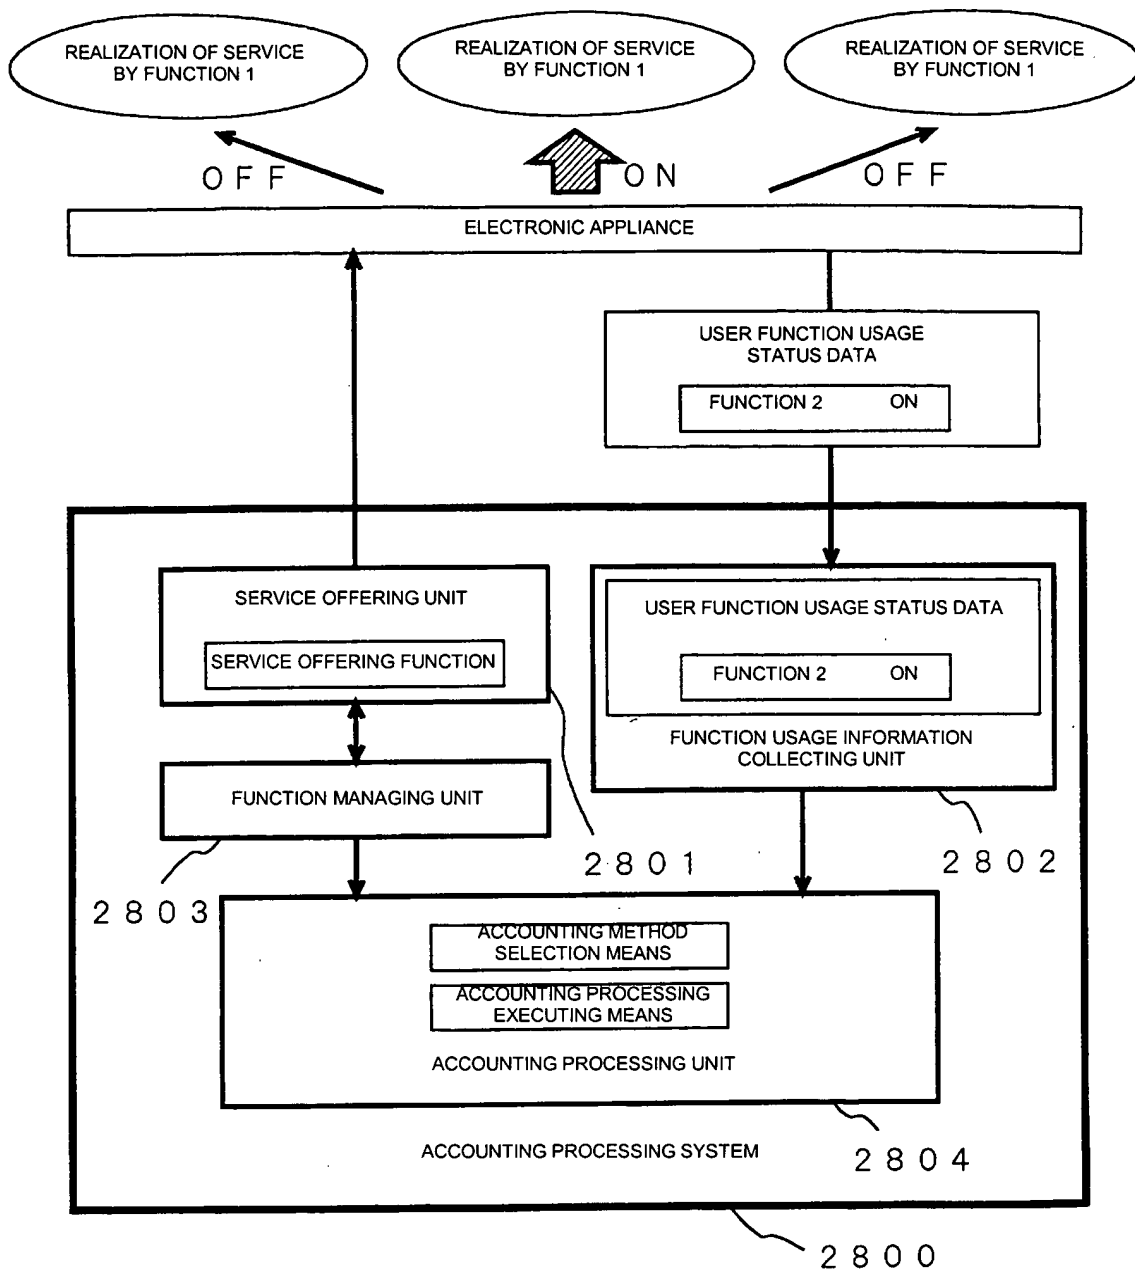 REALIZATION OF SERVICE
BY FUNCTION 1
REALIZATION OF SERVICE
BY FUNCTION 1
REALIZATION OF SERVICE
BY FUNCTION 1
OFF
ON
OFF
ELECTRONIC APPLIANCE
USER FUNCTION USAGE
STATUS DATA
FUNCTION 2 ON
SERVICE OFFERING UNIT
SERVICE OFFERING FUNCTION
USER FUNCTION USAGE STATUS DATA
FUNCTION 2 ON
FUNCTION USAGE INFORMATION
COLLECTING UNIT
FUNCTION MANAGING UNIT
2801
2802
2803
ACCOUNTING METHOD
SELECTION MEANS
ACCOUNTING PROCESSING
EXECUTING MEANS
ACCOUNTING PROCESSING UNIT
ACCOUNTING PROCESSING SYSTEM
2804
2800